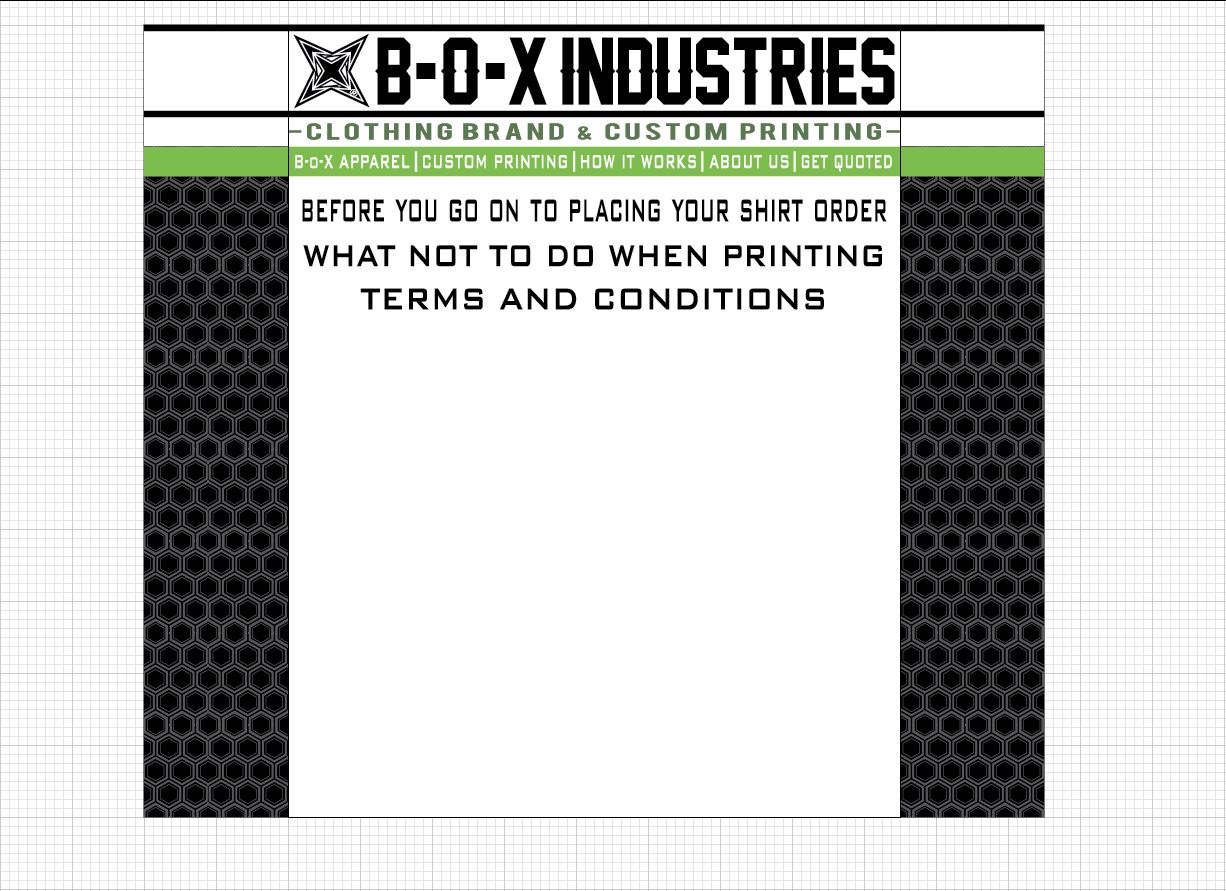 B-O-X INDUSTRIES
-CLOTHING BRAND & CUSTOM PRINTING-
B-o-X APPAREL|CUSTOM PRINTING|HOW IT WORKS|ABOUT US|GET QUOTED
BEFORE YOU GO ON TO PLACING YOUR SHIRT ORDER
WHAT NOT TO DO WHEN PRINTING
TERMS AND CONDITIONS